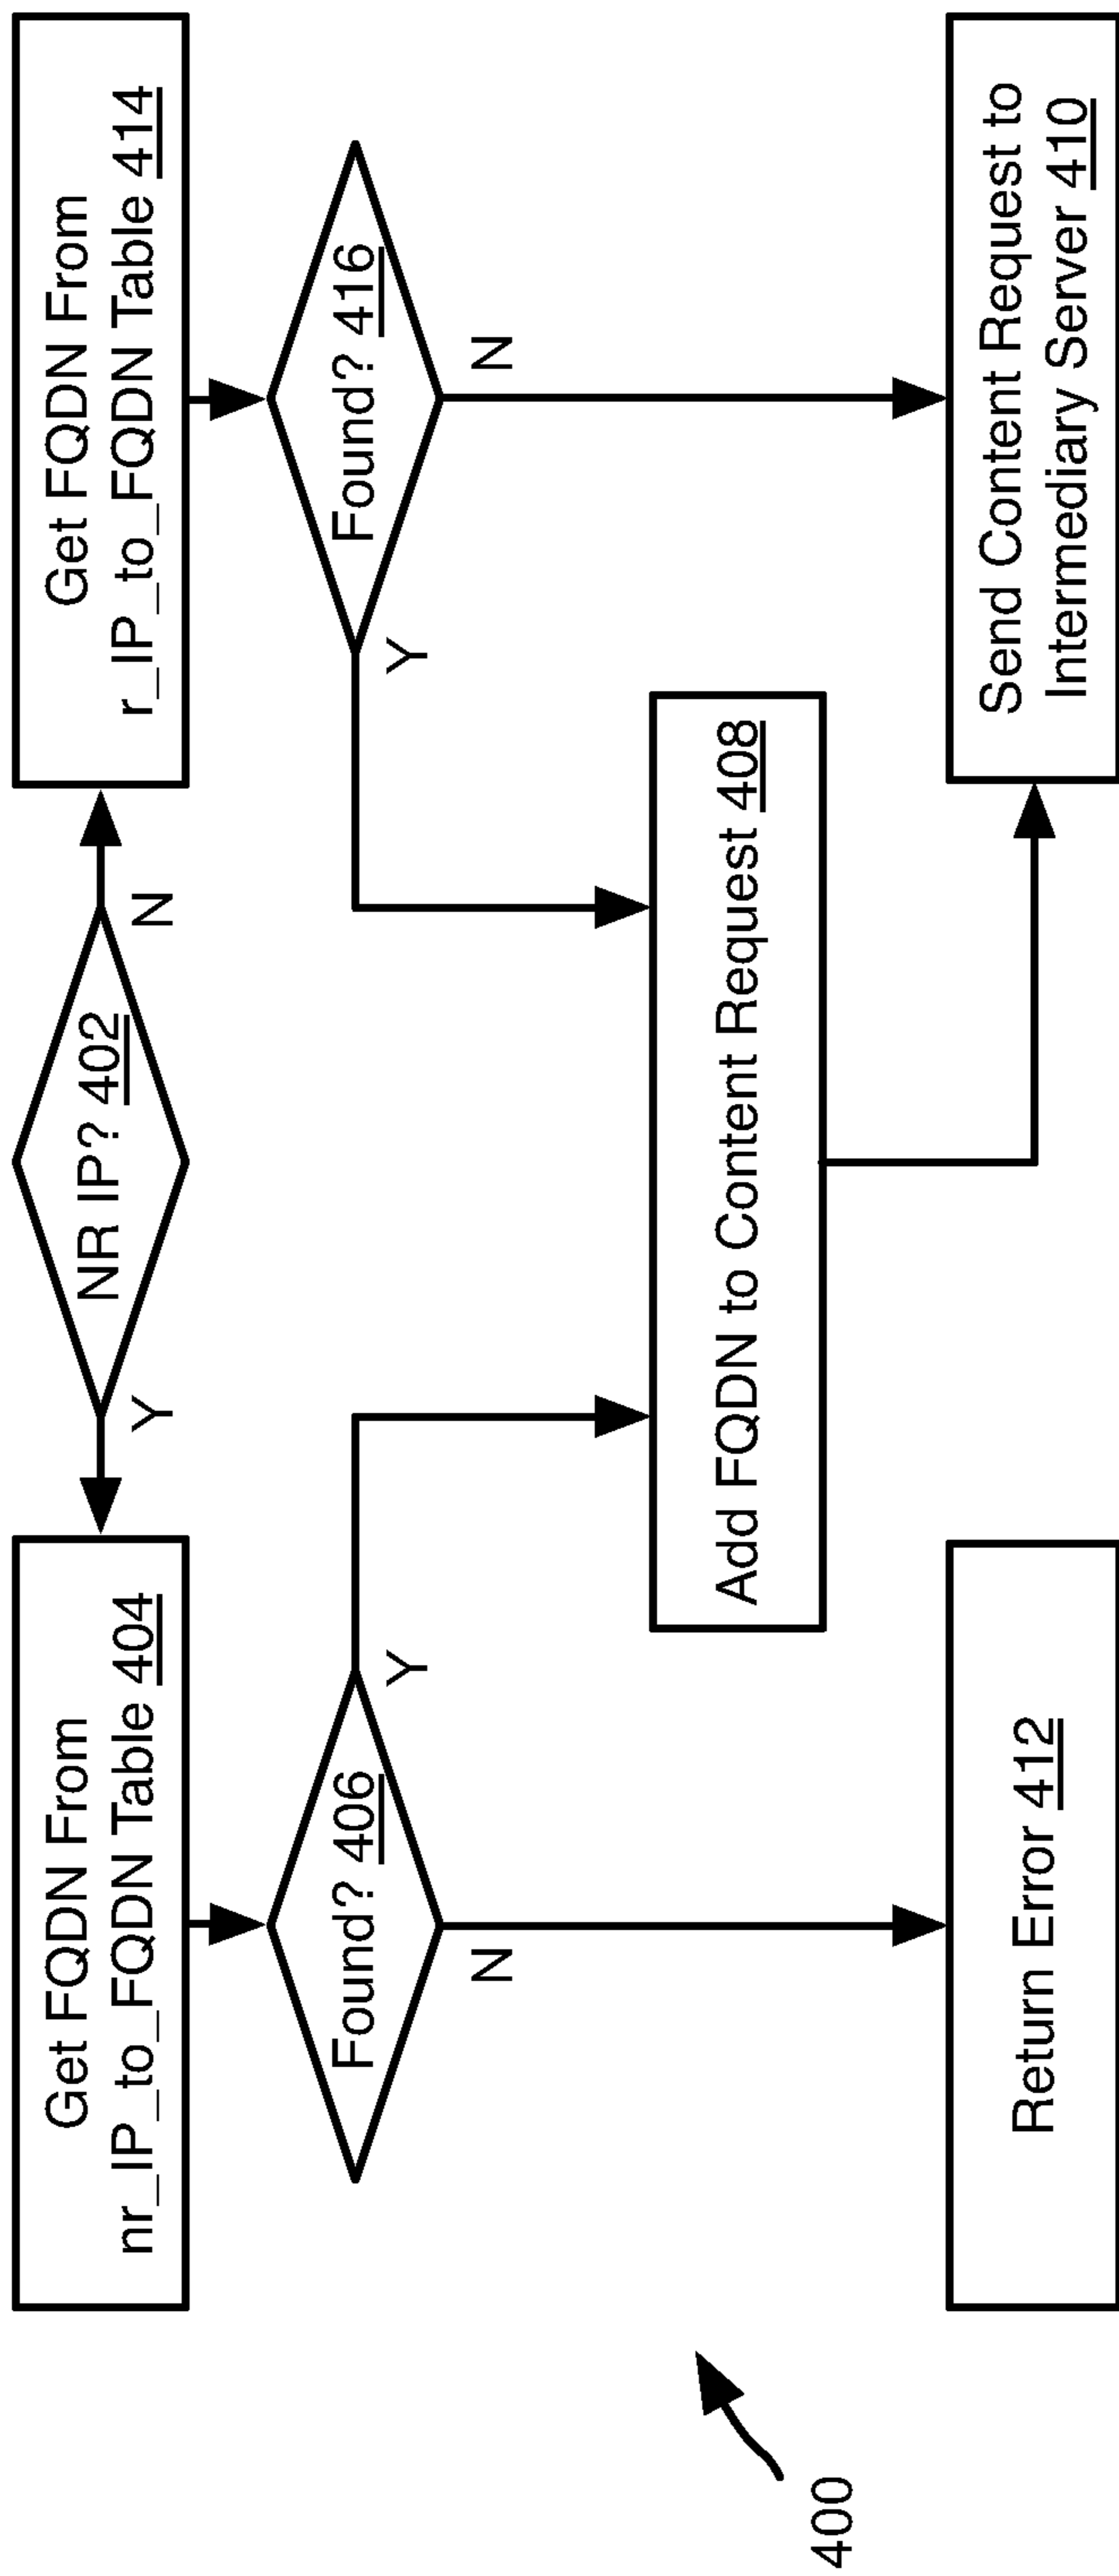 Get FQDN From
nr_IP_to_FQDN Table 404
Y
NR IP? 402
N
Get FQDN From
r_IP_to_FQDN Table 414
Found? 406
Y
N
Found? 416
Y
N
Add FQDN to Content Request 408
Return Error 412
Send Content Request to
Intermediary Server 410
400